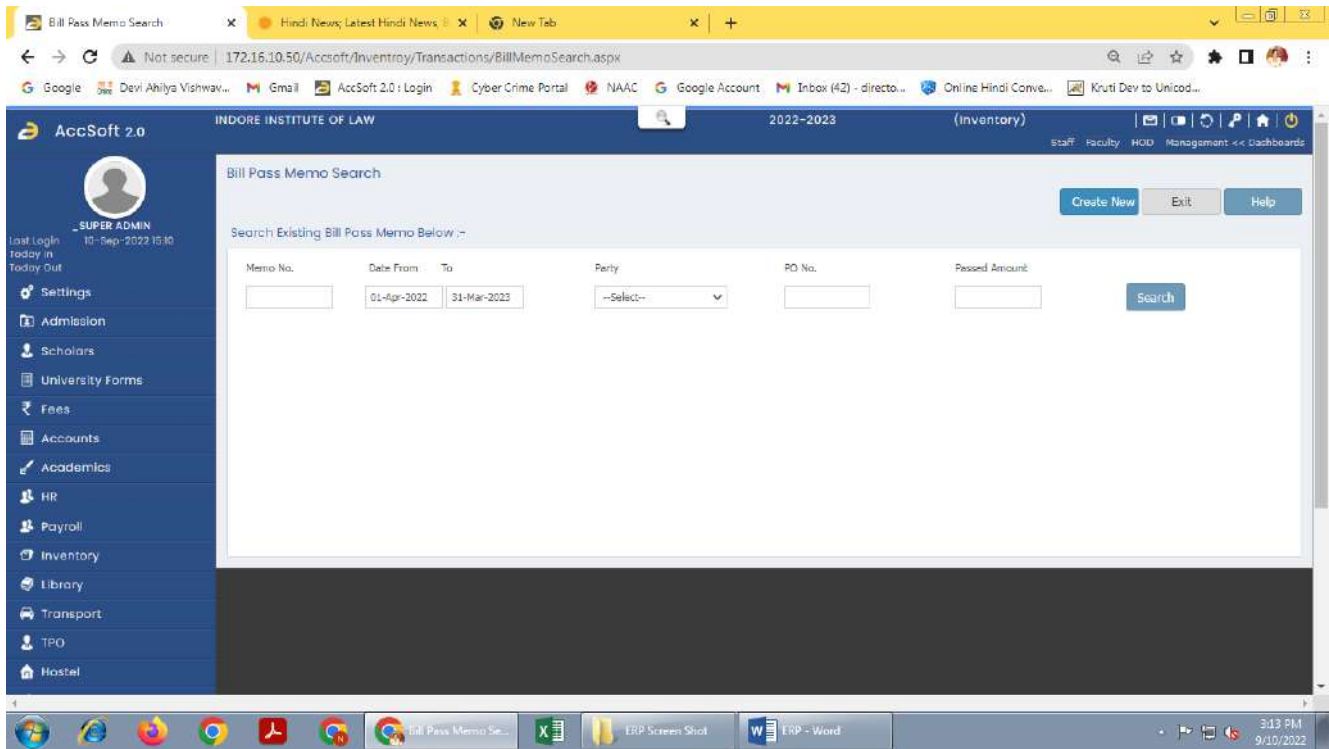 Bill Pass Memo Search
Hindi News; Latest Hindi News,
New Tab
Not secure 172.16.10.50/Accsoft/Inventroy/Transactions/BillMemoSearch.aspx
Google Devi Ahilya Vishwav... Gmail AccSoft 2.0 : Login Cyber Crime Portal NAAC Google Account Inbox (42) - directo... Online Hindi Conve... Kruti Dev to Unicod...
AccSoft 2.0
INDORE INSTITUTE OF LAW 2022-2023 (Inventory)
Staff Faculty HOD Management << Dashboards
_SUPER ADMIN
Last Login 10-Sep-2022 15:10
Today In
Today Out
Settings
Admission
Scholars
University Forms
Fees
Accounts
Academics
HR
Payroll
Inventory
Library
Transport
TPO
Hostel
Bill Pass Memo Search
Create New Exit Help
Search Existing Bill Pass Memo Below :-
Memo No. Date From To Party PO No. Passed Amount
01-Apr-2022 31-Mar-2023 --Select-- Search
Bill Pass Memo Se... ERP Screen Shot ERP - Word
3:13 PM
9/10/2022